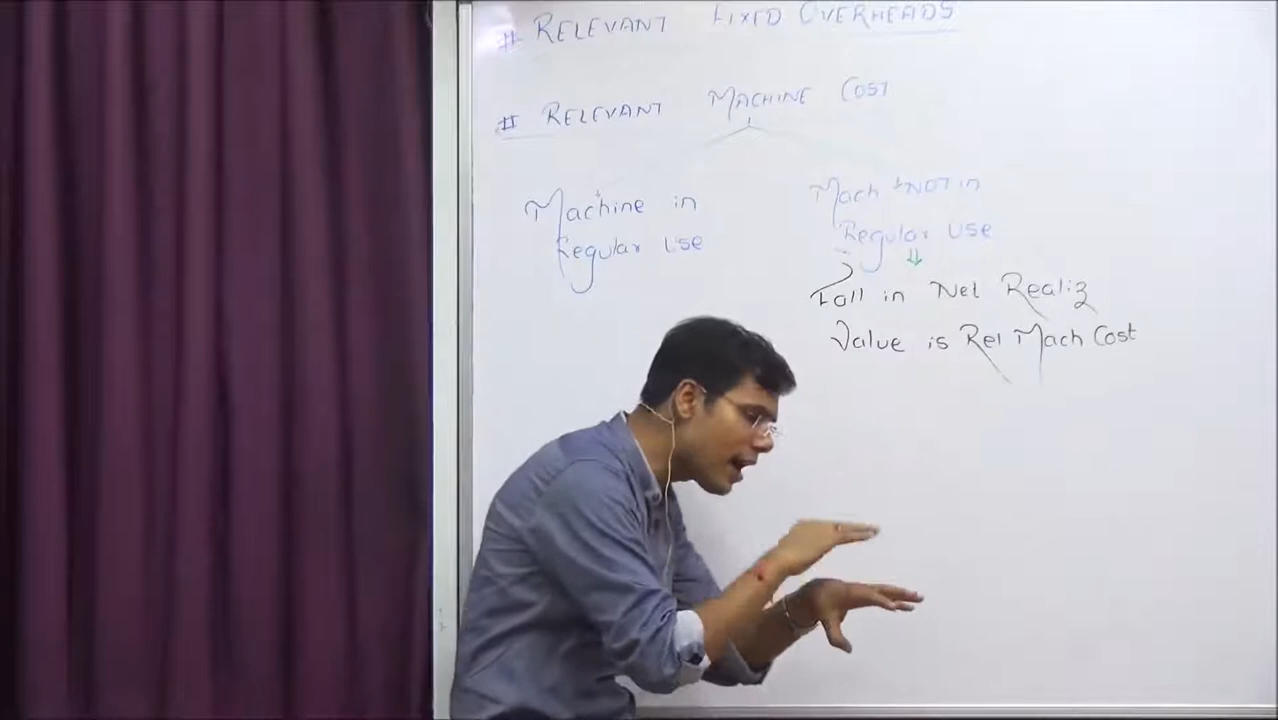 # RELEVANT FIXED OVERHEADS
# RELEVANT MACHINE COST
Machine in
Regular Use
Mach NOT in
Regular Use
Fall in Net Realiz
Value is Rel Mach Cost